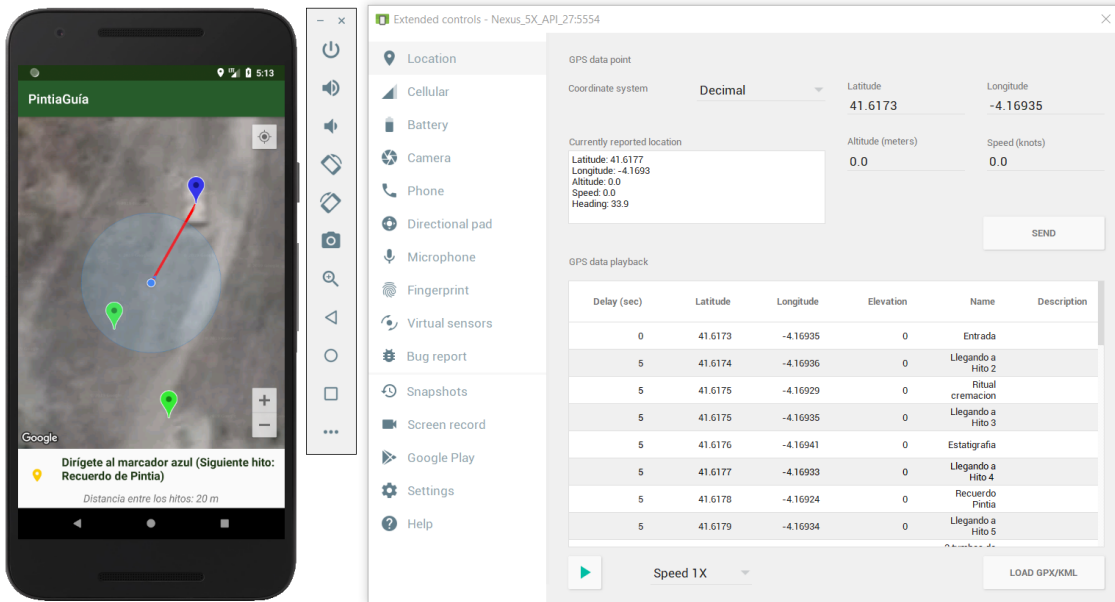 5:13
PintiaGuía
Google
Dirígete al marcador azul (Siguiente hito:
Recuerdo de Pintia)
Distancia entre los hitos: 20 m
Extended controls - Nexus_5X_API_27:5554
Location
Cellular
Battery
Camera
Phone
Directional pad
Microphone
Fingerprint
Virtual sensors
Bug report
Snapshots
Screen record
Google Play
Settings
Help
GPS data point
Coordinate system
Decimal
Latitude
41.6173
Longitude
-4.16935
Currently reported location
Latitude: 41.6177
Longitude: -4.1693
Altitude: 0.0
Speed: 0.0
Heading: 33.9
Altitude (meters)
0.0
Speed (knots)
0.0
SEND
GPS data playback
Delay (sec) Latitude Longitude Elevation Name Description
0 41.6173 -4.16935 0 Entrada
5 41.6174 -4.16936 0 Llegando a
Hito 2
5 41.6175 -4.16929 0 Ritual
cremacion
5 41.6175 -4.16935 0 Llegando a
Hito 3
5 41.6176 -4.16941 0 Estatigrafia
5 41.6177 -4.16933 0 Llegando a
Hito 4
5 41.6178 -4.16924 0 Recuerdo
Pintia
5 41.6179 -4.16934 0 Llegando a
Hito 5
Speed 1X
LOAD GPX/KML